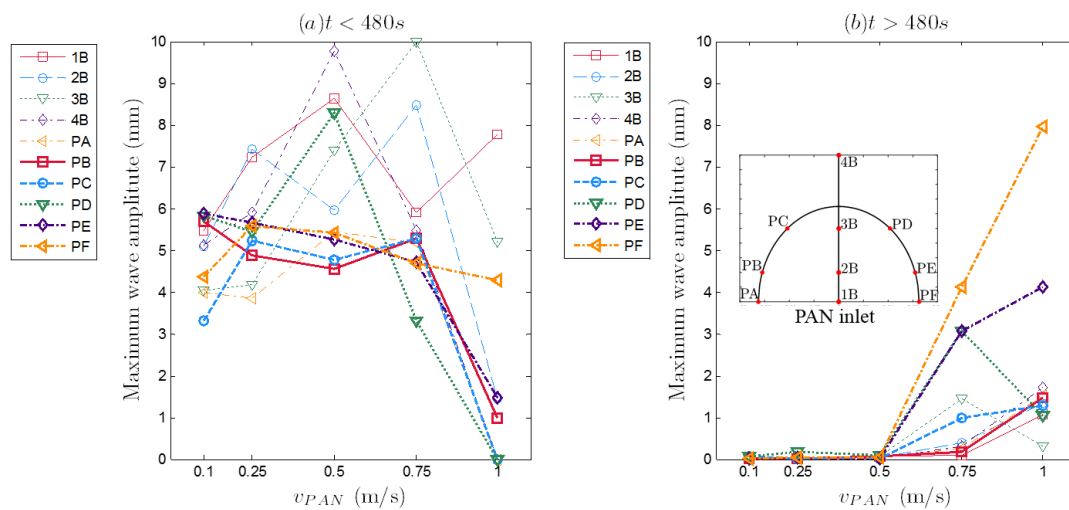 (a)t < 480s
1B
2B
3B
4B
PA
PB
PC
PD
PE
PF
Maximum wave amplitute (mm)
10
9
8
7
6
5
4
3
2
1
0
0.1 0.25 0.5 0.75 1
vPAN (m/s)
(b)t > 480s
1B
2B
3B
4B
PA
PB
PC
PD
PE
PF
Maximum wave amplitute (mm)
10
9
8
7
6
5
4
3
2
1
0
4B
PC 3B PD
PB 2B PE
PA 1B PF
PAN inlet
0.1 0.25 0.5 0.75 1
vPAN (m/s)